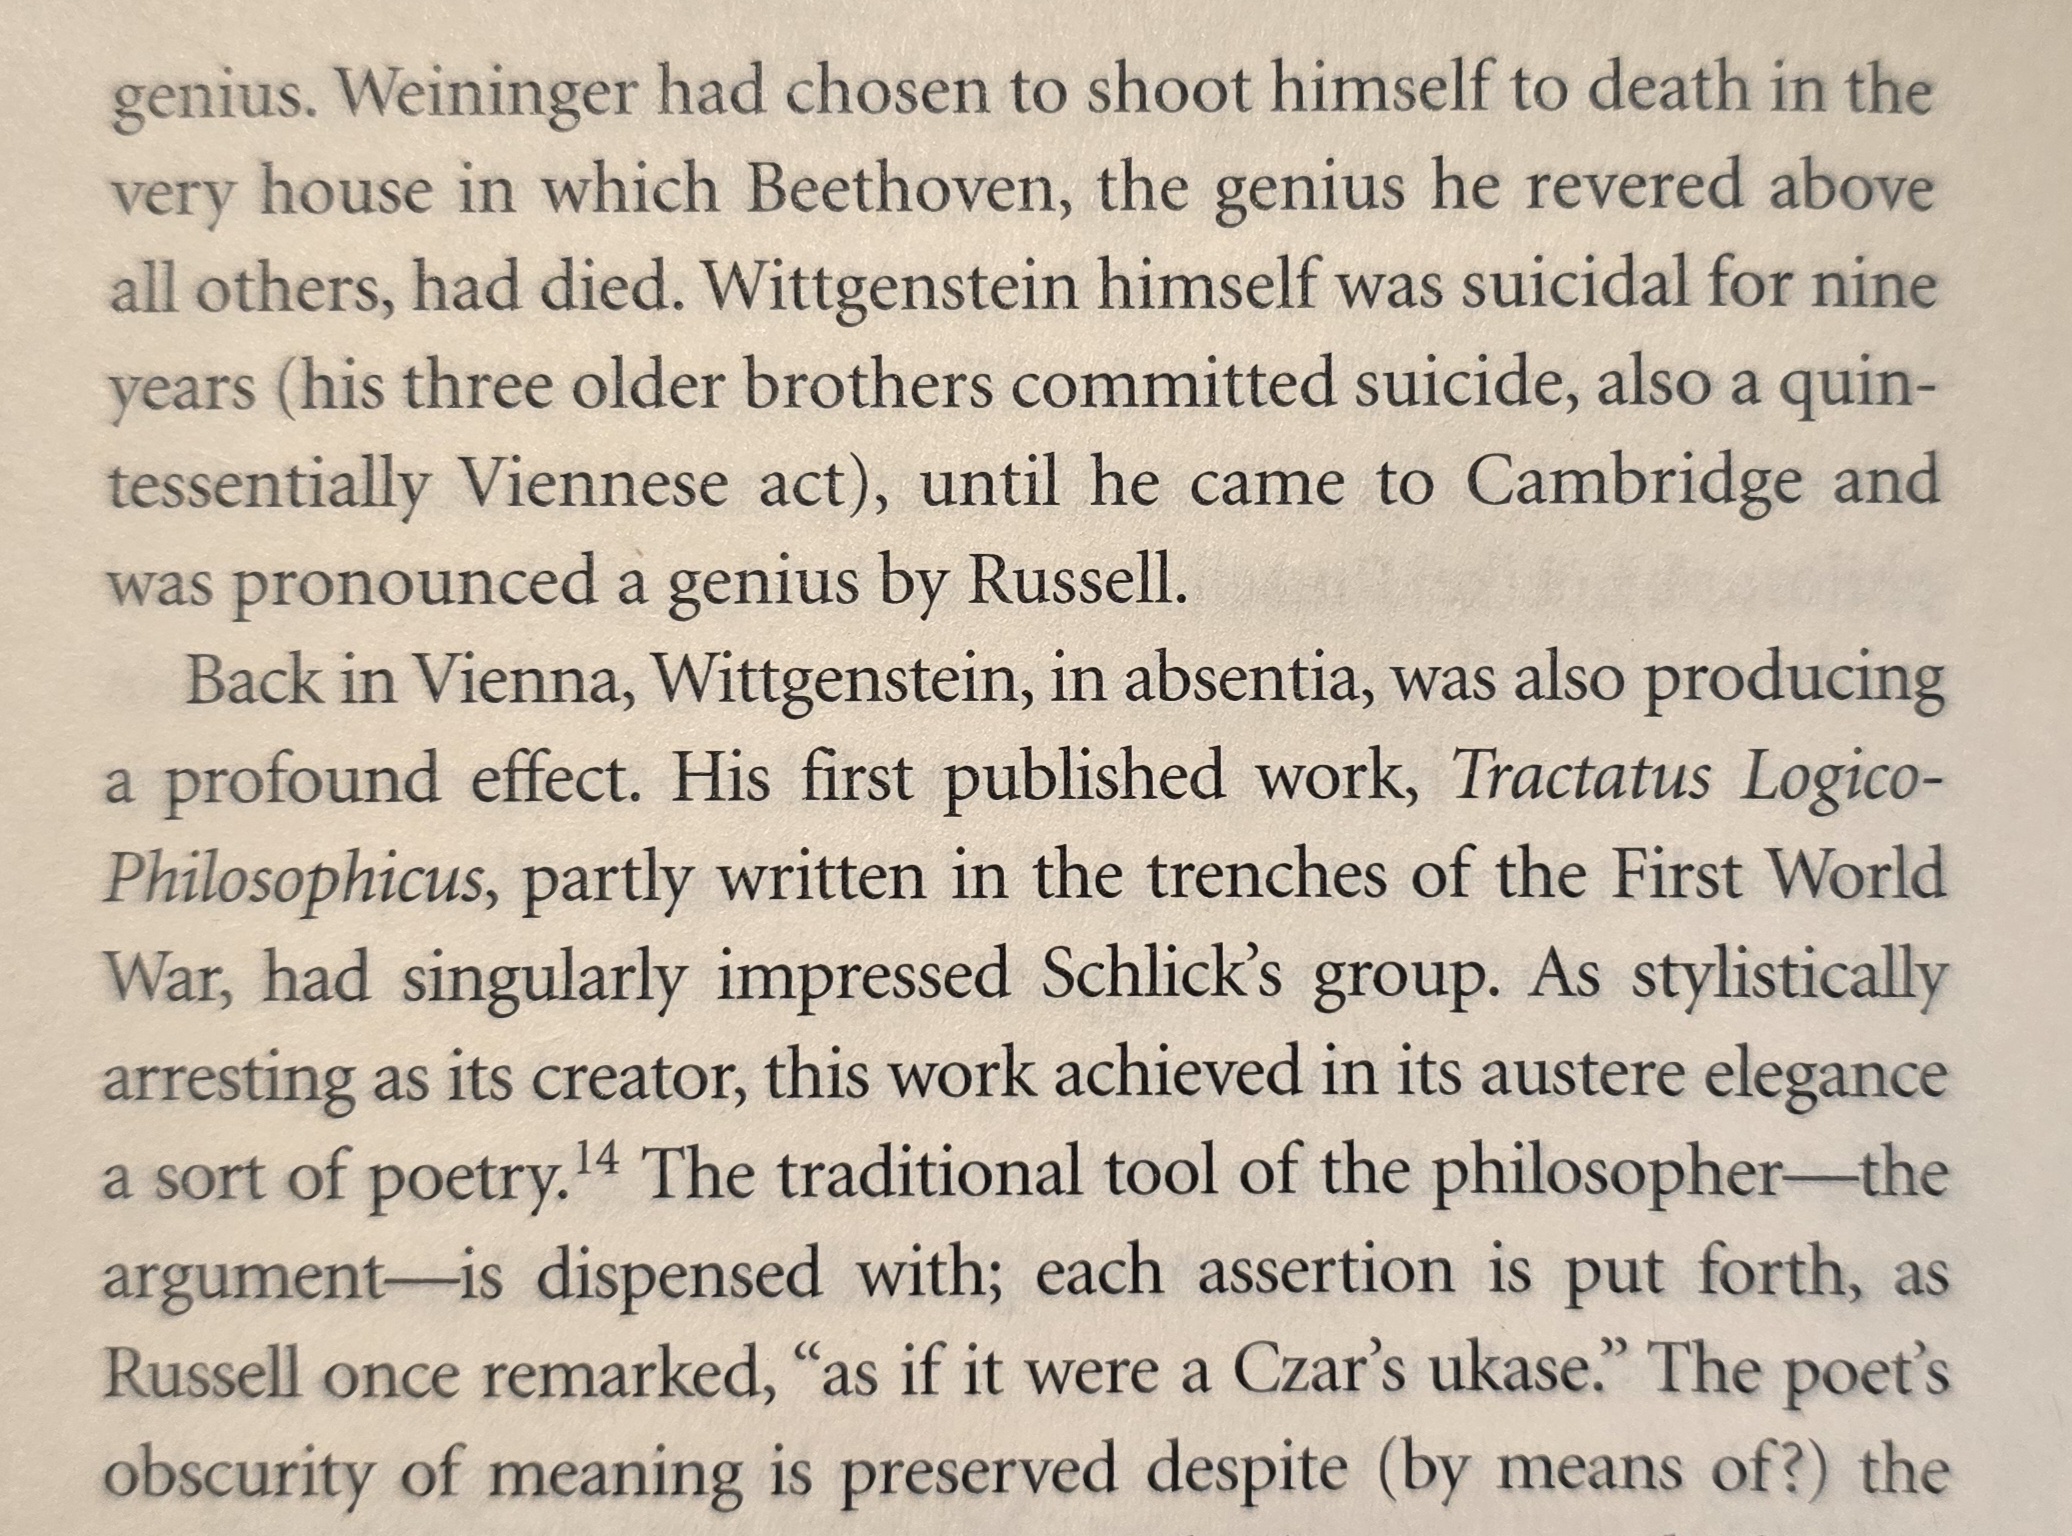 genius. Weininger had chosen to shoot himself to death in the
very house in which Beethoven, the genius he revered above
all others, had died. Wittgenstein himself was suicidal for nine
years (his three older brothers committed suicide, also a quin-
tessentially Viennese act), until he came to Cambridge and
was pronounced a genius by Russell.
Back in Vienna, Wittgenstein, in absentia, was also producing
a profound effect. His first published work, Tractatus Logico-
Philosophicus, partly written in the trenches of the First World
War, had singularly impressed Schlick’s group. As stylistically
arresting as its creator, this work achieved in its austere elegance
a sort of poetry.¹⁴ The traditional tool of the philosopher—the
argument—is dispensed with; each assertion is put forth, as
Russell once remarked, “as if it were a Czar’s ukase.” The poet’s
obscurity of meaning is preserved despite (by means of?) the